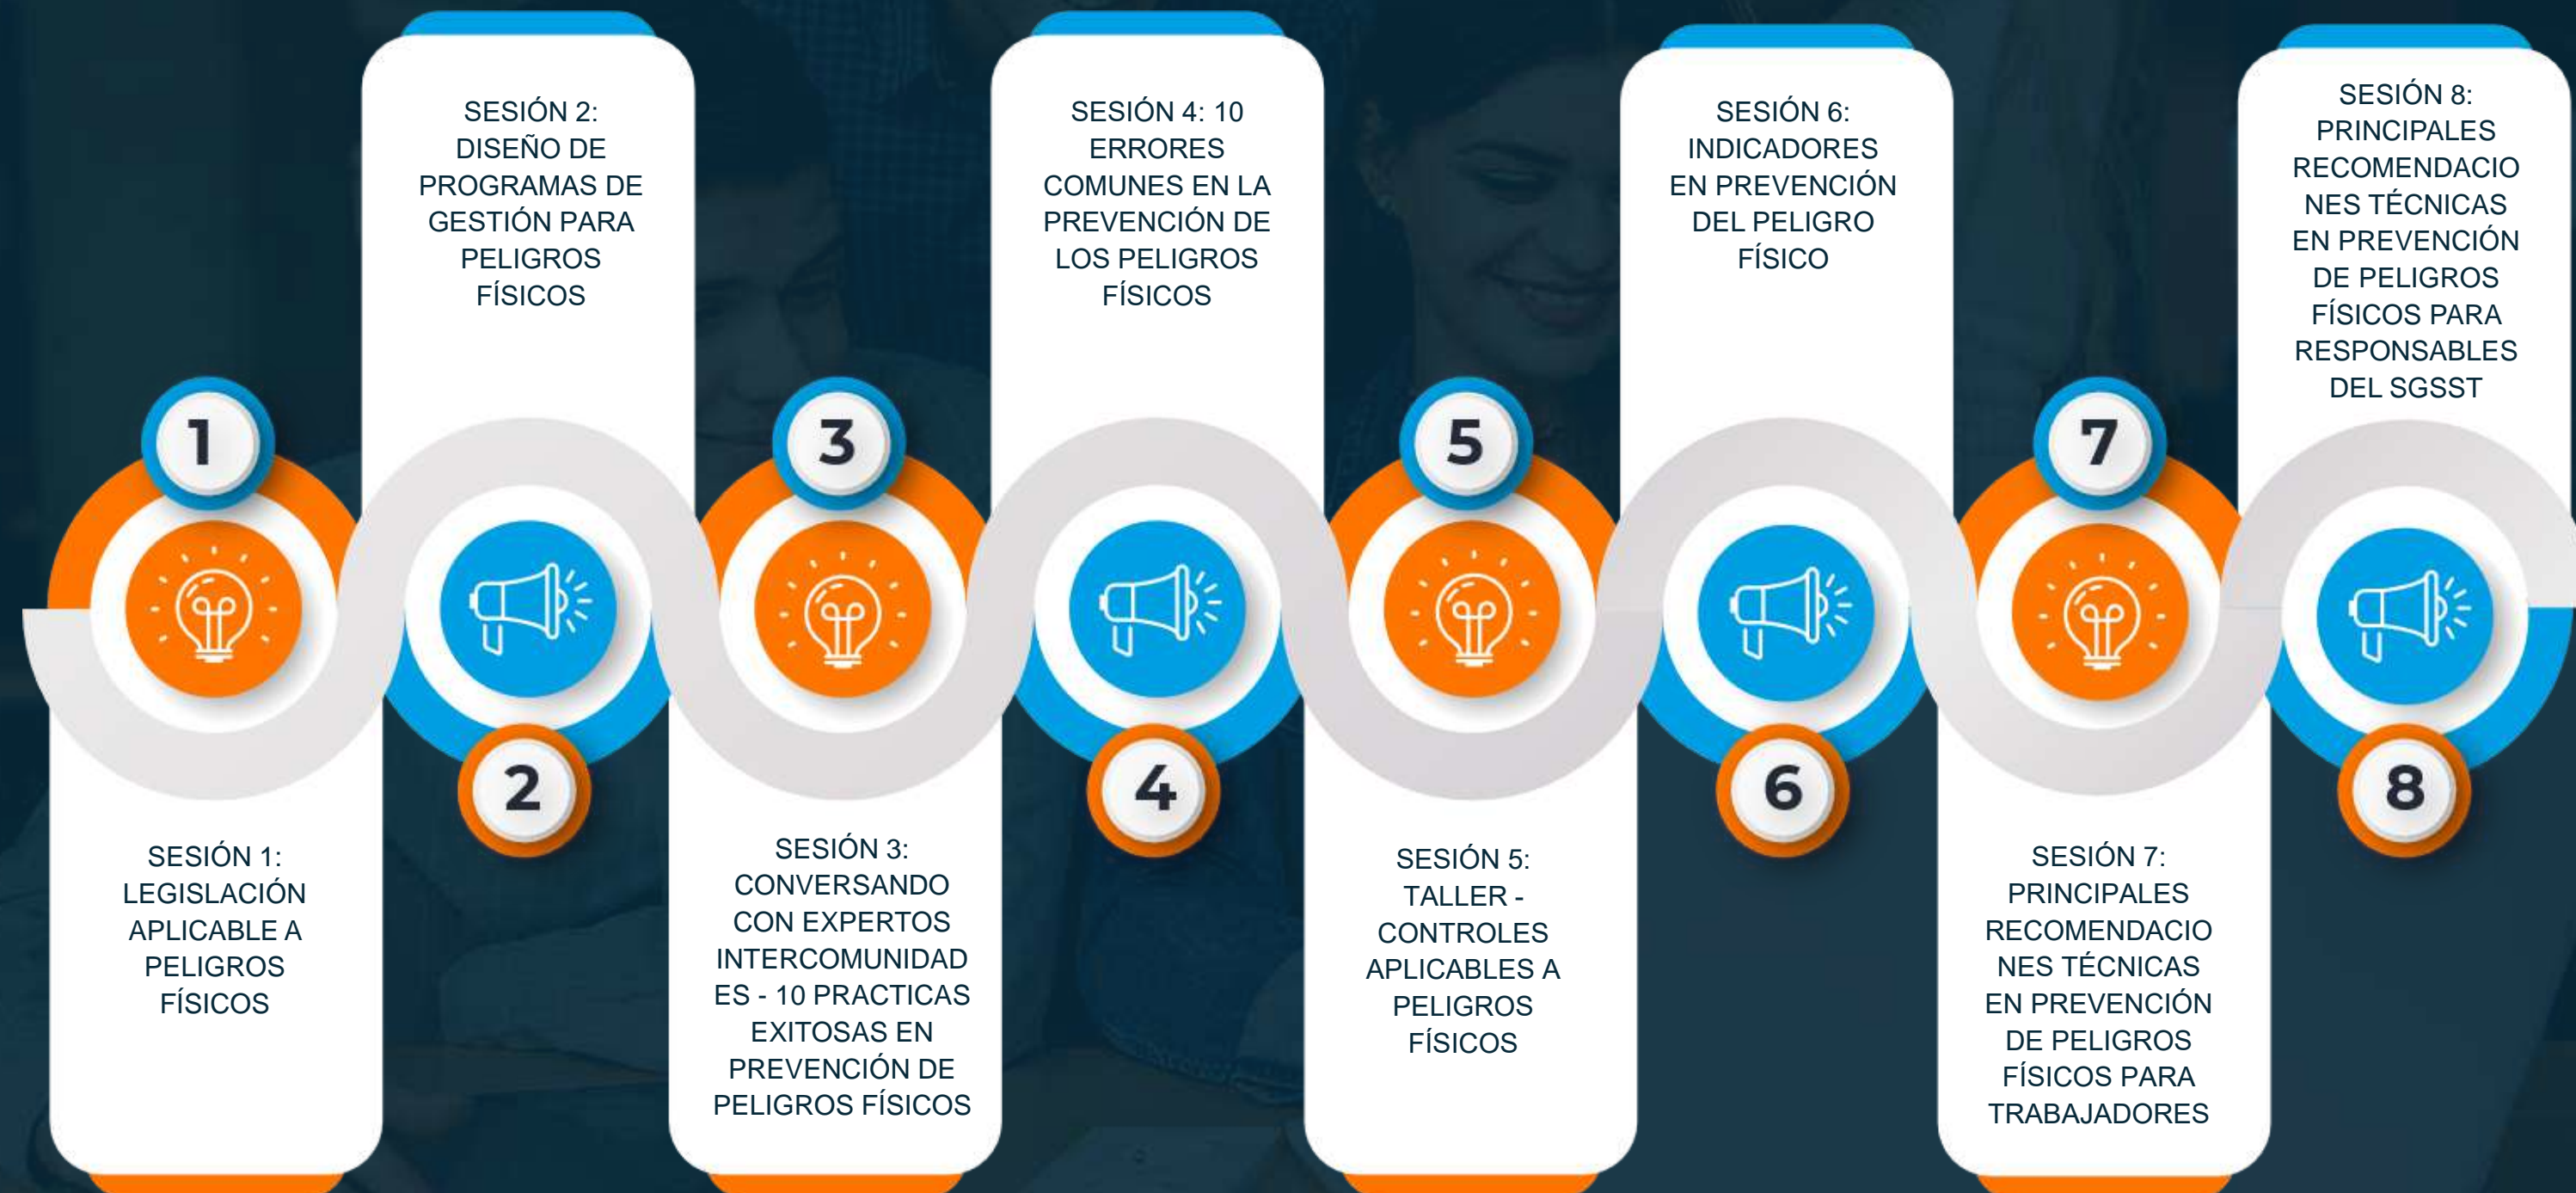 1
SESIÓN 1:
LEGISLACIÓN
APLICABLE A
PELIGROS
FÍSICOS
SESIÓN 2:
DISEÑO DE
PROGRAMAS DE
GESTIÓN PARA
PELIGROS
FÍSICOS
2
3
SESIÓN 3:
CONVERSANDO
CON EXPERTOS
INTERCOMUNIDAD
ES - 10 PRACTICAS
EXITOSAS EN
PREVENCIÓN DE
PELIGROS FÍSICOS
SESIÓN 4: 10
ERRORES
COMUNES EN LA
PREVENCIÓN DE
LOS PELIGROS
FÍSICOS
4
5
SESIÓN 5:
TALLER -
CONTROLES
APLICABLES A
PELIGROS
FÍSICOS
SESIÓN 6:
INDICADORES
EN PREVENCIÓN
DEL PELIGRO
FÍSICO
6
7
SESIÓN 7:
PRINCIPALES
RECOMENDACIO
NES TÉCNICAS
EN PREVENCIÓN
DE PELIGROS
FÍSICOS PARA
TRABAJADORES
SESIÓN 8:
PRINCIPALES
RECOMENDACIO
NES TÉCNICAS
EN PREVENCIÓN
DE PELIGROS
FÍSICOS PARA
RESPONSABLES
DEL SGSST
8